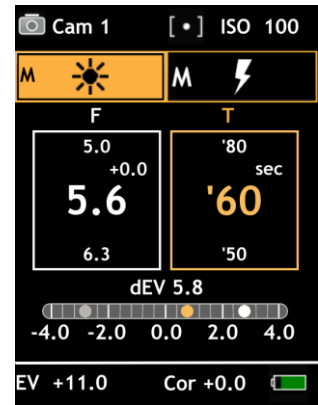 Cam 1 [•] ISO 100
M M
F T
5.0 '80
+0.0 sec
5.6 '60
6.3 '50
dEV 5.8
-4.0 -2.0 0.0 2.0 4.0
EV +11.0 Cor +0.0